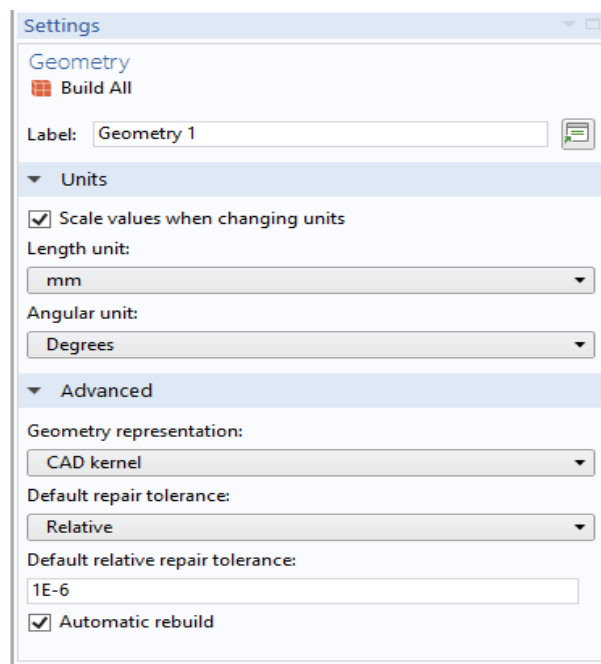 Settings
Geometry
Build All
Label: Geometry 1
Units
Scale values when changing units
Length unit:
mm
Angular unit:
Degrees
Advanced
Geometry representation:
CAD kernel
Default repair tolerance:
Relative
Default relative repair tolerance:
1E-6
Automatic rebuild